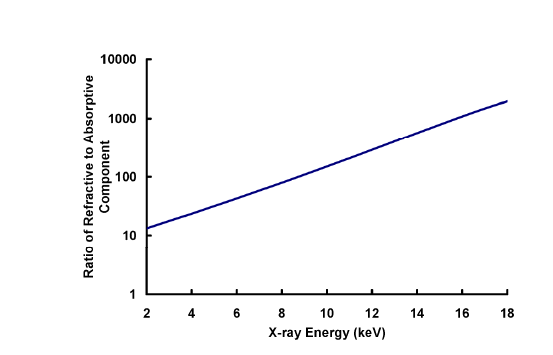 Ratio of Refractive to Absorptive
Component
10000
1000
100
10
1
2 4 6 8 10 12 14 16 18
X-ray Energy (keV)